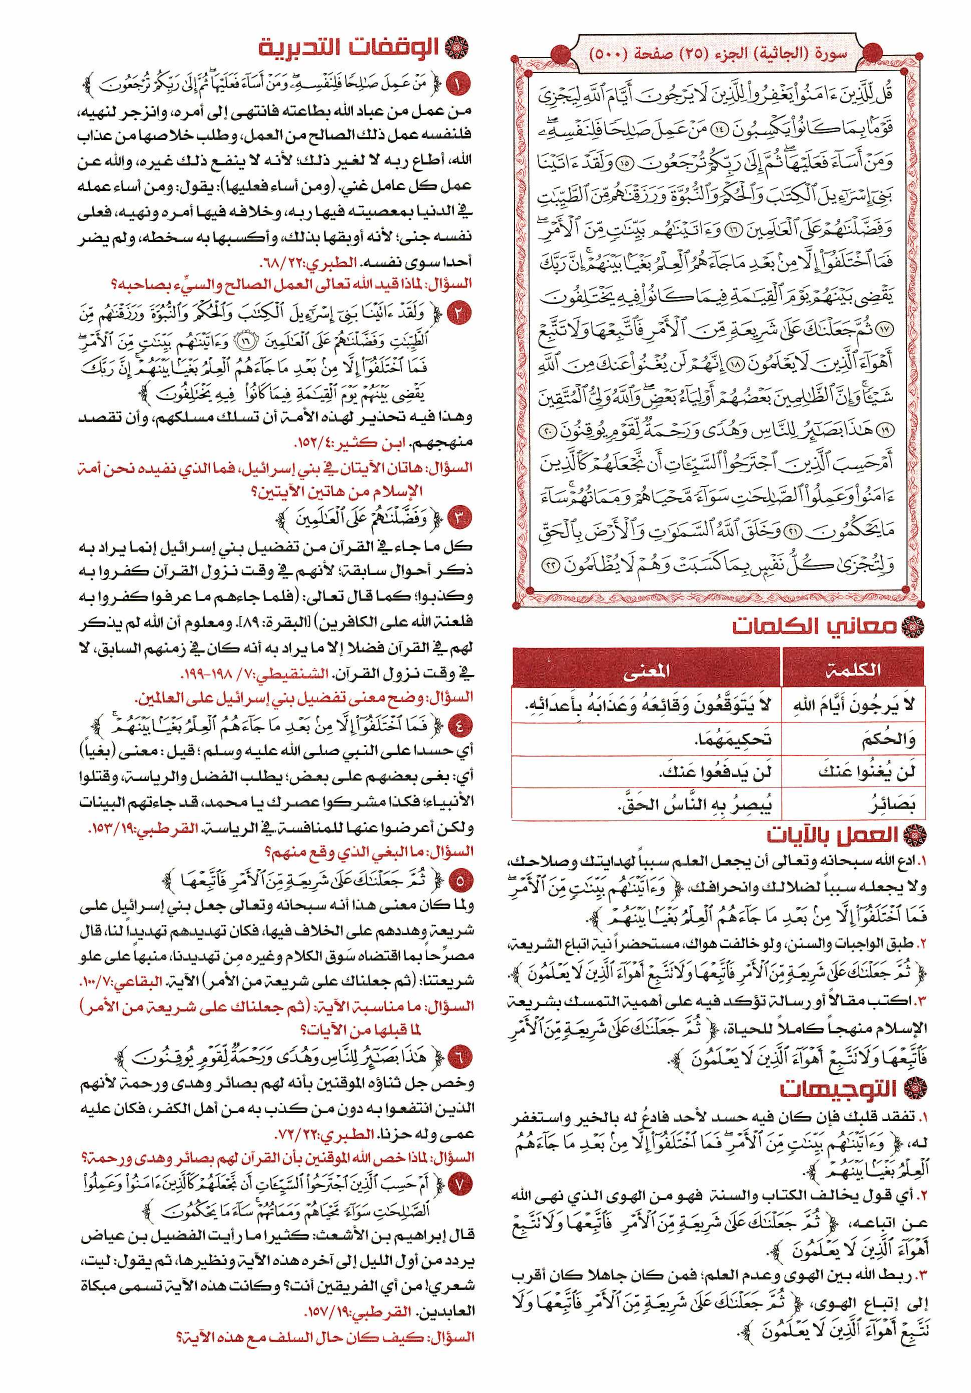 سورة (الجاثية) الجزء (٢٥) صفحة (٥٠٠)
قُل لِّلَّذِينَ ءَامَنُوا۟ يَغْفِرُوا۟ لِلَّذِينَ لَا يَرْجُونَ أَيَّامَ ٱللَّهِ لِيَجْزِىَ
قَوْمًۢا بِمَا كَانُوا۟ يَكْسِبُونَ ١٤ مَنْ عَمِلَ صَٰلِحًا فَلِنَفْسِهِۦ
وَمَنْ أَسَآءَ فَعَلَيْهَا ثُمَّ إِلَىٰ رَبِّكُمْ تُرْجَعُونَ ١٥ وَلَقَدْ ءَاتَيْنَا
بَنِىٓ إِسْرَٰٓءِيلَ ٱلْكِتَٰبَ وَٱلْحُكْمَ وَٱلنُّبُوَّةَ وَرَزَقْنَٰهُم مِّنَ ٱلطَّيِّبَٰتِ
وَفَضَّلْنَٰهُمْ عَلَى ٱلْعَٰلَمِينَ ١٦ وَءَاتَيْنَٰهُم بَيِّنَٰتٍ مِّنَ ٱلْأَمْرِ
فَمَا ٱخْتَلَفُوٓا۟ إِلَّا مِنۢ بَعْدِ مَا جَآءَهُمُ ٱلْعِلْمُ بَغْيًۢا بَيْنَهُمْ إِنَّ رَبَّكَ
يَقْضِى بَيْنَهُمْ يَوْمَ ٱلْقِيَٰمَةِ فِيمَا كَانُوا۟ فِيهِ يَخْتَلِفُونَ
١٧ ثُمَّ جَعَلْنَٰكَ عَلَىٰ شَرِيعَةٍ مِّنَ ٱلْأَمْرِ فَٱتَّبِعْهَا وَلَا تَتَّبِعْ
أَهْوَآءَ ٱلَّذِينَ لَا يَعْلَمُونَ ١٨ إِنَّهُمْ لَن يُغْنُوا۟ عَنكَ مِنَ ٱللَّهِ
شَيْـًٔا وَإِنَّ ٱلظَّٰلِمِينَ بَعْضُهُمْ أَوْلِيَآءُ بَعْضٍ وَٱللَّهُ وَلِىُّ ٱلْمُتَّقِينَ
١٩ هَٰذَا بَصَٰٓئِرُ لِلنَّاسِ وَهُدًى وَرَحْمَةٌ لِّقَوْمٍ يُوقِنُونَ ٢٠
أَمْ حَسِبَ ٱلَّذِينَ ٱجْتَرَحُوا۟ ٱلسَّيِّـَٔاتِ أَن نَّجْعَلَهُمْ كَٱلَّذِينَ
ءَامَنُوا۟ وَعَمِلُوا۟ ٱلصَّٰلِحَٰتِ سَوَآءً مَّحْيَاهُمْ وَمَمَاتُهُمْ سَآءَ
مَا يَحْكُمُونَ ٢١ وَخَلَقَ ٱللَّهُ ٱلسَّمَٰوَٰتِ وَٱلْأَرْضَ بِٱلْحَقِّ
وَلِتُجْزَىٰ كُلُّ نَفْسٍۭ بِمَا كَسَبَتْ وَهُمْ لَا يُظْلَمُونَ ٢٢
معاني الكلمات
الكلمة المعنى
لاَ يَرجُونَ أَيَّامَ اللهِ لاَ يَتَوَقَّعُونَ وَقَائِعَهُ وَعَذَابَهُ بِأَعدَائِهِ.
وَالحُكمَ تَحكِيمَهُمَا.
لَن يُغنُوا عَنكَ لَن يَدفَعُوا عَنكَ.
بَصَائِرُ يُبصِرُ بِهِ النَّاسُ الحَقَّ.
العمل بالآيات
١. ادع الله سبحانه وتعالى أن يجعل العلم سبباً لهدايتك وصلاحك،
ولا يجعله سبباً لضلالك وانحرافك، ﴿ وَءَاتَيْنَٰهُم بَيِّنَٰتٍ مِّنَ ٱلْأَمْرِ
فَمَا ٱخْتَلَفُوٓا۟ إِلَّا مِنۢ بَعْدِ مَا جَآءَهُمُ ٱلْعِلْمُ بَغْيًۢا بَيْنَهُمْ ﴾.
٢. طبق الواجبات والسنن، ولو خالفت هواك، مستحضراً نية اتباع الشريعة،
﴿ ثُمَّ جَعَلْنَٰكَ عَلَىٰ شَرِيعَةٍ مِّنَ ٱلْأَمْرِ فَٱتَّبِعْهَا وَلَا تَتَّبِعْ أَهْوَآءَ ٱلَّذِينَ لَا يَعْلَمُونَ ﴾.
٣. اكتب مقالاً أو رسالة تؤكد فيه على أهمية التمسك بشريعة
الإسلام منهجاً كاملاً للحياة، ﴿ ثُمَّ جَعَلْنَٰكَ عَلَىٰ شَرِيعَةٍ مِّنَ ٱلْأَمْرِ
فَٱتَّبِعْهَا وَلَا تَتَّبِعْ أَهْوَآءَ ٱلَّذِينَ لَا يَعْلَمُونَ ﴾.
التوجيهات
١. تفقد قلبك فإن كان فيه حسد لأحد فادعُ له بالخير واستغفر
له، ﴿ وَءَاتَيْنَٰهُم بَيِّنَٰتٍ مِّنَ ٱلْأَمْرِ فَمَا ٱخْتَلَفُوٓا۟ إِلَّا مِنۢ بَعْدِ مَا جَآءَهُمُ
ٱلْعِلْمُ بَغْيًۢا بَيْنَهُمْ ﴾.
٢. أي قول يخالف الكتاب والسنة فهو من الهوى الذي نهى الله
عن اتباعه، ﴿ ثُمَّ جَعَلْنَٰكَ عَلَىٰ شَرِيعَةٍ مِّنَ ٱلْأَمْرِ فَٱتَّبِعْهَا وَلَا تَتَّبِعْ
أَهْوَآءَ ٱلَّذِينَ لَا يَعْلَمُونَ ﴾.
٣. ربط الله بين الهوى وعدم العلم؛ فمن كان جاهلا كان أقرب
إلى إتباع الهوى، ﴿ ثُمَّ جَعَلْنَٰكَ عَلَىٰ شَرِيعَةٍ مِّنَ ٱلْأَمْرِ فَٱتَّبِعْهَا وَلَا
تَتَّبِعْ أَهْوَآءَ ٱلَّذِينَ لَا يَعْلَمُونَ ﴾.
الوقفات التدبرية
١ ﴿ مَنْ عَمِلَ صَٰلِحًا فَلِنَفْسِهِۦ وَمَنْ أَسَآءَ فَعَلَيْهَا ثُمَّ إِلَىٰ رَبِّكُمْ تُرْجَعُونَ ﴾
من عمل من عباد الله بطاعته فانتهى إلى أمره، وانزجر لنهيه،
فلنفسه عمل ذلك الصالح من العمل، وطلب خلاصها من عذاب
الله، أطاع ربه لا لغير ذلك؛ لأنه لا ينفع ذلك غيره، والله عن
عمل كل عامل غني. (ومن أساء فعليها): يقول: ومن أساء عمله
في الدنيا بمعصيته فيها ربه، وخلافه فيها أمره ونهيه، فعلى
نفسه جنى؛ لأنه أوبقها بذلك، وأكسبها به سخطه، ولم يضر
أحدا سوى نفسه. الطبري:٦٨/٢٢.
السؤال: لماذا قيد الله تعالى العمل الصالح والسيِّء بصاحبه؟
٢ ﴿ وَلَقَدْ ءَاتَيْنَا بَنِىٓ إِسْرَٰٓءِيلَ ٱلْكِتَٰبَ وَٱلْحُكْمَ وَٱلنُّبُوَّةَ وَرَزَقْنَٰهُم مِّنَ
ٱلطَّيِّبَٰتِ وَفَضَّلْنَٰهُمْ عَلَى ٱلْعَٰلَمِينَ ١٦ وَءَاتَيْنَٰهُم بَيِّنَٰتٍ مِّنَ ٱلْأَمْرِ
فَمَا ٱخْتَلَفُوٓا۟ إِلَّا مِنۢ بَعْدِ مَا جَآءَهُمُ ٱلْعِلْمُ بَغْيًۢا بَيْنَهُمْ إِنَّ رَبَّكَ
يَقْضِى بَيْنَهُمْ يَوْمَ ٱلْقِيَٰمَةِ فِيمَا كَانُوا۟ فِيهِ يَخْتَلِفُونَ ﴾
وهذا فيه تحذير لهذه الأمة أن تسلك مسلكهم، وأن تقصد
منهجهم. ابن كثير:١٥٢/٤.
السؤال: هاتان الآيتان في بني إسرائيل، فما الذي نفيده نحن أمة
الإسلام من هاتين الآيتين؟
٣ ﴿ وَفَضَّلْنَٰهُمْ عَلَى ٱلْعَٰلَمِينَ ﴾
كل ما جاء في القرآن من تفضيل بني إسرائيل إنما يراد به
ذكر أحوال سابقة؛ لأنهم في وقت نزول القرآن كفروا به
وكذبوا؛ كما قال تعالى: (فلما جاءهم ما عرفوا كفروا به
فلعنة الله على الكافرين) [البقرة: ٨٩]. ومعلوم أن الله لم يذكر
لهم في القرآن فضلا إلا ما يراد به أنه كان في زمنهم السابق، لا
في وقت نزول القرآن. الشنقيطي:٧/ ١٩٨-١٩٩.
السؤال: وضح معنى تفضيل بني إسرائيل على العالمين.
٤ ﴿ فَمَا ٱخْتَلَفُوٓا۟ إِلَّا مِنۢ بَعْدِ مَا جَآءَهُمُ ٱلْعِلْمُ بَغْيًۢا بَيْنَهُمْ ﴾
أي حسدا على النبي صلى الله عليه وسلم ؛ قيل : معنى (بغياً)
أي: بغى بعضهم على بعض؛ يطلب الفضل والرياسة، وقتلوا
الأنبياء؛ فكذا مشركوا عصرك يا محمد، قد جاءتهم البينات
ولكن أعرضوا عنها للمنافسة في الرياسة. القرطبي:١٥٣/١٩.
السؤال: ما البغي الذي وقع منهم؟
٥ ﴿ ثُمَّ جَعَلْنَٰكَ عَلَىٰ شَرِيعَةٍ مِّنَ ٱلْأَمْرِ فَٱتَّبِعْهَا ﴾
ولما كان معنى هذا أنه سبحانه وتعالى جعل بني إسرائيل على
شريعة وهددهم على الخلاف فيها، فكان تهديدهم تهديداً لنا، قال
مصرِّحاً بما اقتضاه سَوق الكلام وغيره من تهديدنا، منبهاً على علو
شريعتنا: (ثم جعلناك على شريعة من الأمر) الآية. البقاعي:١٠٠/٧.
السؤال: ما مناسبة الآية: (ثم جعلناك على شريعة من الأمر)
لما قبلها من الآيات؟
٦ ﴿ هَٰذَا بَصَٰٓئِرُ لِلنَّاسِ وَهُدًى وَرَحْمَةٌ لِّقَوْمٍ يُوقِنُونَ ﴾
وخص جل ثناؤه الموقنين بأنه لهم بصائر وهدى ورحمة لأنهم
الذين انتفعوا به دون من كذب به من أهل الكفر، فكان عليه
عمى وله حزنا. الطبري:٧٢/٢٢.
السؤال: لماذا خص الله الموقنين بأن القرآن لهم بصائر وهدى ورحمة؟
٧ ﴿ أَمْ حَسِبَ ٱلَّذِينَ ٱجْتَرَحُوا۟ ٱلسَّيِّـَٔاتِ أَن نَّجْعَلَهُمْ كَٱلَّذِينَ ءَامَنُوا۟ وَعَمِلُوا۟
ٱلصَّٰلِحَٰتِ سَوَآءً مَّحْيَاهُمْ وَمَمَاتُهُمْ سَآءَ مَا يَحْكُمُونَ ﴾
قال إبراهيم بن الأشعث: كثيرا ما رأيت الفضيل بن عياض
يردد من أول الليل إلى آخره هذه الآية ونظيرها، ثم يقول: ليت،
شعري! من أي الفريقين أنت؟ وكانت هذه الآية تسمى مبكاة
العابدين. القرطبي:١٥٧/١٩.
السؤال: كيف كان حال السلف مع هذه الآية؟